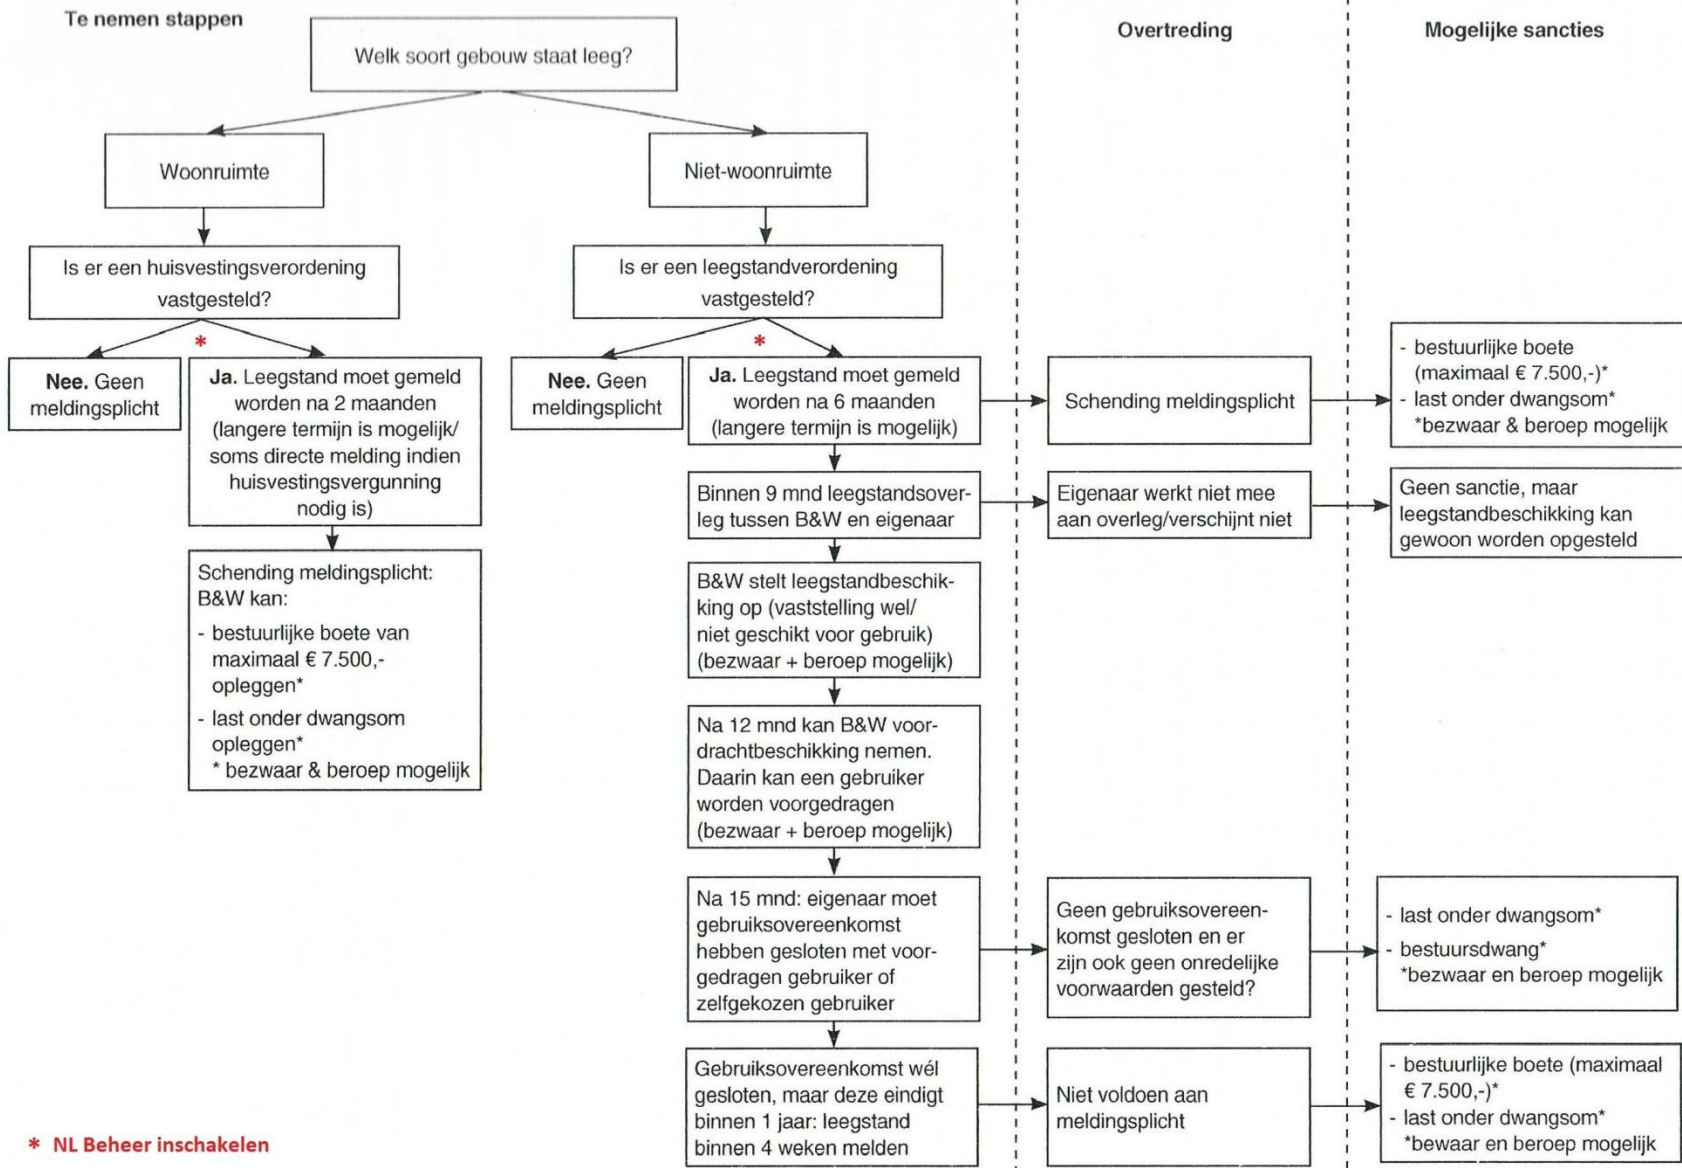 Te nemen stappen
Overtreding
Mogelijke sancties
Welk soort gebouw staat leeg?
Woonruimte
Niet-woonruimte
Is er een huisvestingsverordening
vastgesteld?
Is er een leegstandverordening
vastgesteld?
*
*
Nee. Geen
meldingsplicht
Ja. Leegstand moet gemeld
worden na 2 maanden
(langere termijn is mogelijk/
soms directe melding indien
huisvestingsvergunning
nodig is)
Schending meldingsplicht:
B&W kan:
- bestuurlijke boete van
maximaal € 7.500,-
opleggen*
- last onder dwangsom
opleggen*
* bezwaar & beroep mogelijk
Nee. Geen
meldingsplicht
Ja. Leegstand moet gemeld
worden na 6 maanden
(langere termijn is mogelijk)
Schending meldingsplicht
- bestuurlijke boete
(maximaal € 7.500,-)*
- last onder dwangsom*
*bezwaar & beroep mogelijk
Binnen 9 mnd leegstandsover-
leg tussen B&W en eigenaar
Eigenaar werkt niet mee
aan overleg/verschijnt niet
Geen sanctie, maar
leegstandbeschikking kan
gewoon worden opgesteld
B&W stelt leegstandbeschik-
king op (vaststelling wel/
niet geschikt voor gebruik)
(bezwaar + beroep mogelijk)
Na 12 mnd kan B&W voor-
drachtbeschikking nemen.
Daarin kan een gebruiker
worden voorgedragen
(bezwaar + beroep mogelijk)
Na 15 mnd: eigenaar moet
gebruiksovereenkomst
hebben gesloten met voor-
gedragen gebruiker of
zelfgekozen gebruiker
Geen gebruiksovereen-
komst gesloten en er
zijn ook geen onredelijke
voorwaarden gesteld?
- last onder dwangsom*
- bestuursdwang*
*bezwaar en beroep mogelijk
Gebruiksovereenkomst wél
gesloten, maar deze eindigt
binnen 1 jaar: leegstand
binnen 4 weken melden
Niet voldoen aan
meldingsplicht
- bestuurlijke boete (maximaal
€ 7.500,-)*
- last onder dwangsom*
*bewaar en beroep mogelijk
* NL Beheer inschakelen